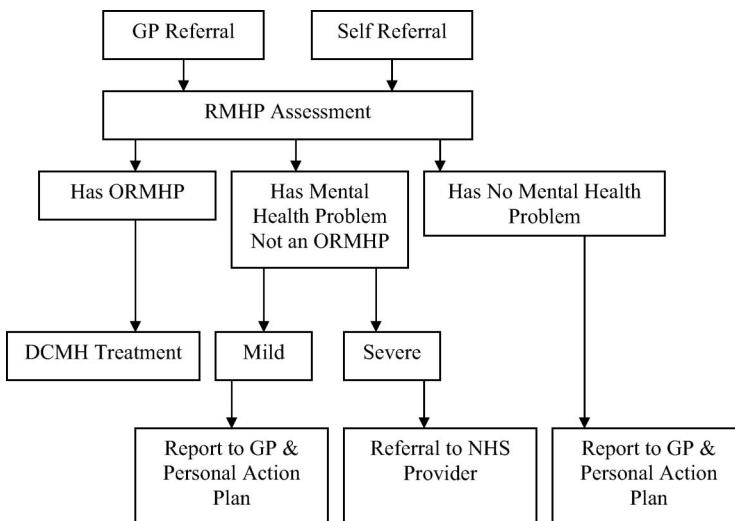 GP Referral
Self Referral
RMHP Assessment
Has ORMHP
Has Mental
Health Problem
Not an ORMHP
Has No Mental Health
Problem
DCMH Treatment
Mild
Severe
Report to GP &
Personal Action
Plan
Referral to NHS
Provider
Report to GP &
Personal Action
Plan